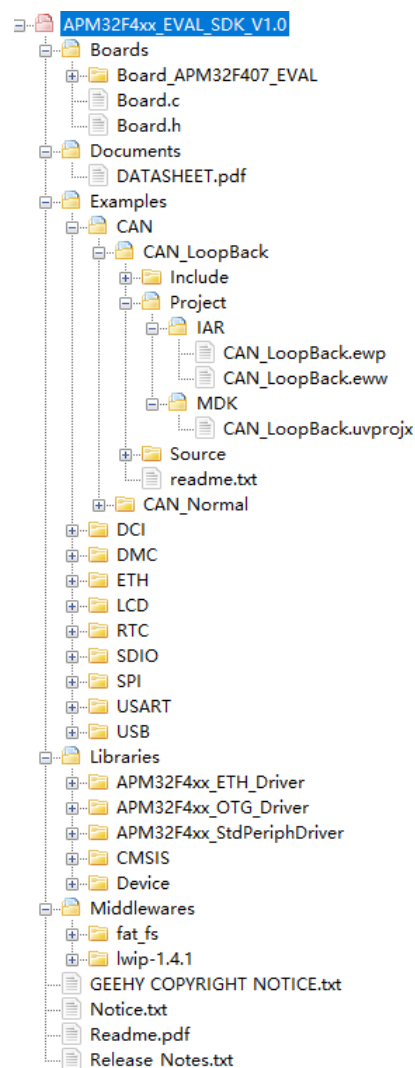 APM32F4xx_EVAL_SDK_V1.0
Boards
Board_APM32F407_EVAL
Board.c
Board.h
Documents
DATASHEET.pdf
Examples
CAN
CAN_LoopBack
Include
Project
IAR
CAN_LoopBack.ewp
CAN_LoopBack.eww
MDK
CAN_LoopBack.uvprojx
Source
readme.txt
CAN_Normal
DCI
DMC
ETH
LCD
RTC
SDIO
SPI
USART
USB
Libraries
APM32F4xx_ETH_Driver
APM32F4xx_OTG_Driver
APM32F4xx_StdPeriphDriver
CMSIS
Device
Middlewares
fat_fs
lwip-1.4.1
GEEHY COPYRIGHT NOTICE.txt
Notice.txt
Readme.pdf
Release Notes.txt